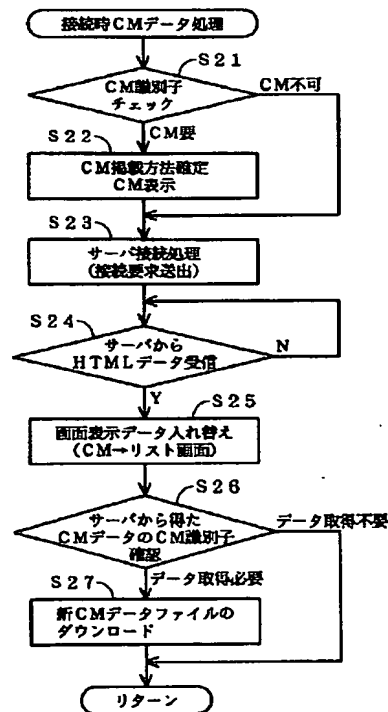 接続時CMデータ処理
S21
CM識別子
チェック
CM不可
S22
CM要
CM掲載方法確定
CM表示
S23
サーバ接続処理
(接続要求送出)
S24
サーバから
HTMLデータ受信
N
Y
S25
画面表示データ入れ替え
(CM→リスト画面)
S26
サーバから得た
CMデータのCM識別子
確認
データ取得不要
S27
データ取得必要
新CMデータファイルの
ダウンロード
リターン